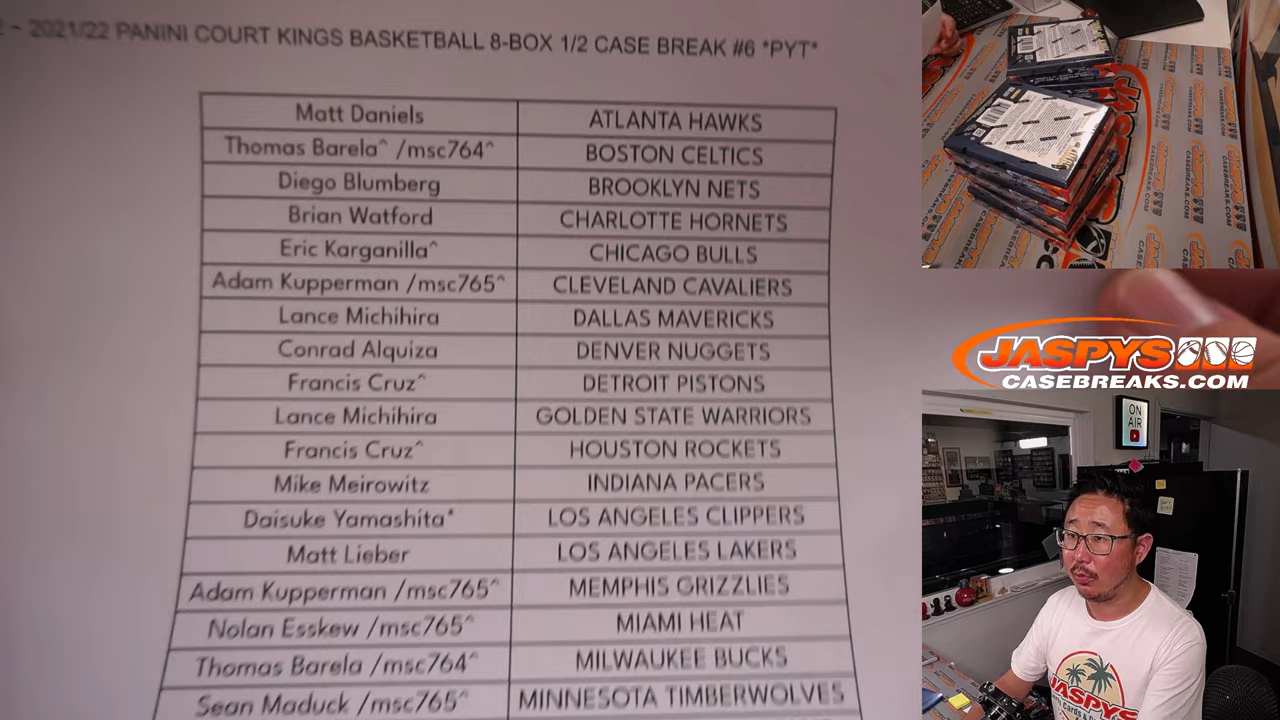 2021/22 PANINI COURT KINGS BASKETBALL 8-BOX 1/2 CASE BREAK #6 *PYT*
Matt Daniels ATLANTA HAWKS
Thomas Barela^ /msc764^ BOSTON CELTICS
Diego Blumberg BROOKLYN NETS
Brian Watford CHARLOTTE HORNETS
Eric Karganilla^ CHICAGO BULLS
Adam Kupperman /msc765^ CLEVELAND CAVALIERS
Lance Michihira DALLAS MAVERICKS
Conrad Alquiza DENVER NUGGETS
Francis Cruz^ DETROIT PISTONS
Lance Michihira GOLDEN STATE WARRIORS
Francis Cruz^ HOUSTON ROCKETS
Mike Meirowitz INDIANA PACERS
Daisuke Yamashita* LOS ANGELES CLIPPERS
Matt Lieber LOS ANGELES LAKERS
Adam Kupperman /msc765^ MEMPHIS GRIZZLIES
Nolan Esskew /msc765^ MIAMI HEAT
Thomas Barela /msc764^ MILWAUKEE BUCKS
Sean Maduck /msc765^ MINNESOTA TIMBERWOLVES
JASPYS
CASEBREAKS.COM
JASPYS
CASEBREAKS.COM
ON
AIR
JASPYS